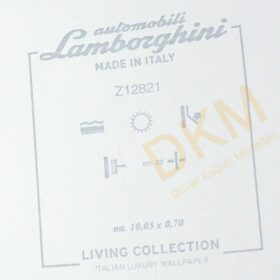 automobili
Lamborghini
MADE IN ITALY
Z12821
DKM
Duvar Kağıdı Mağazaları
mt. 10,05 x 0,70
LIVING COLLECTION
ITALIAN LUXURY WALLPAPER